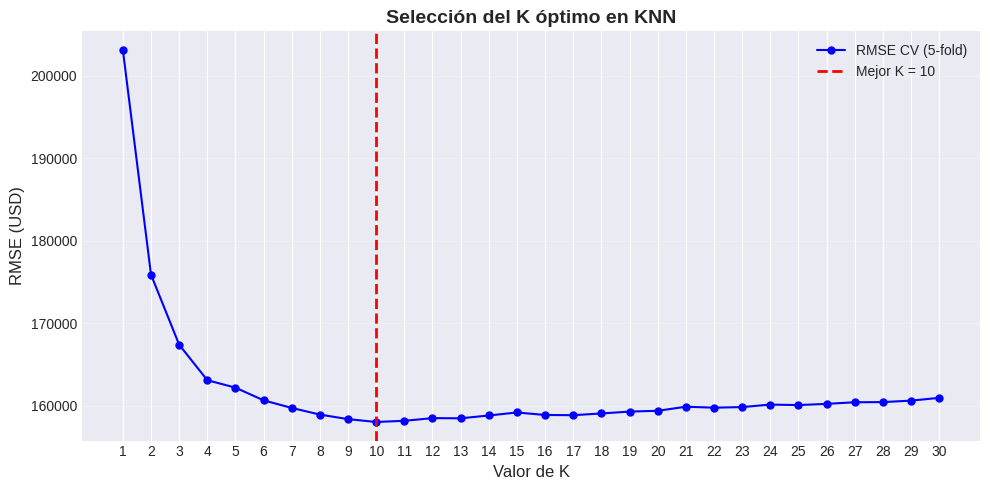 Selección del K óptimo en KNN
RMSE CV (5-fold)
Mejor K = 10
RMSE (USD)
200000
190000
180000
170000
160000
1 2 3 4 5 6 7 8 9 10 11 12 13 14 15 16 17 18 19 20 21 22 23 24 25 26 27 28 29 30
Valor de K